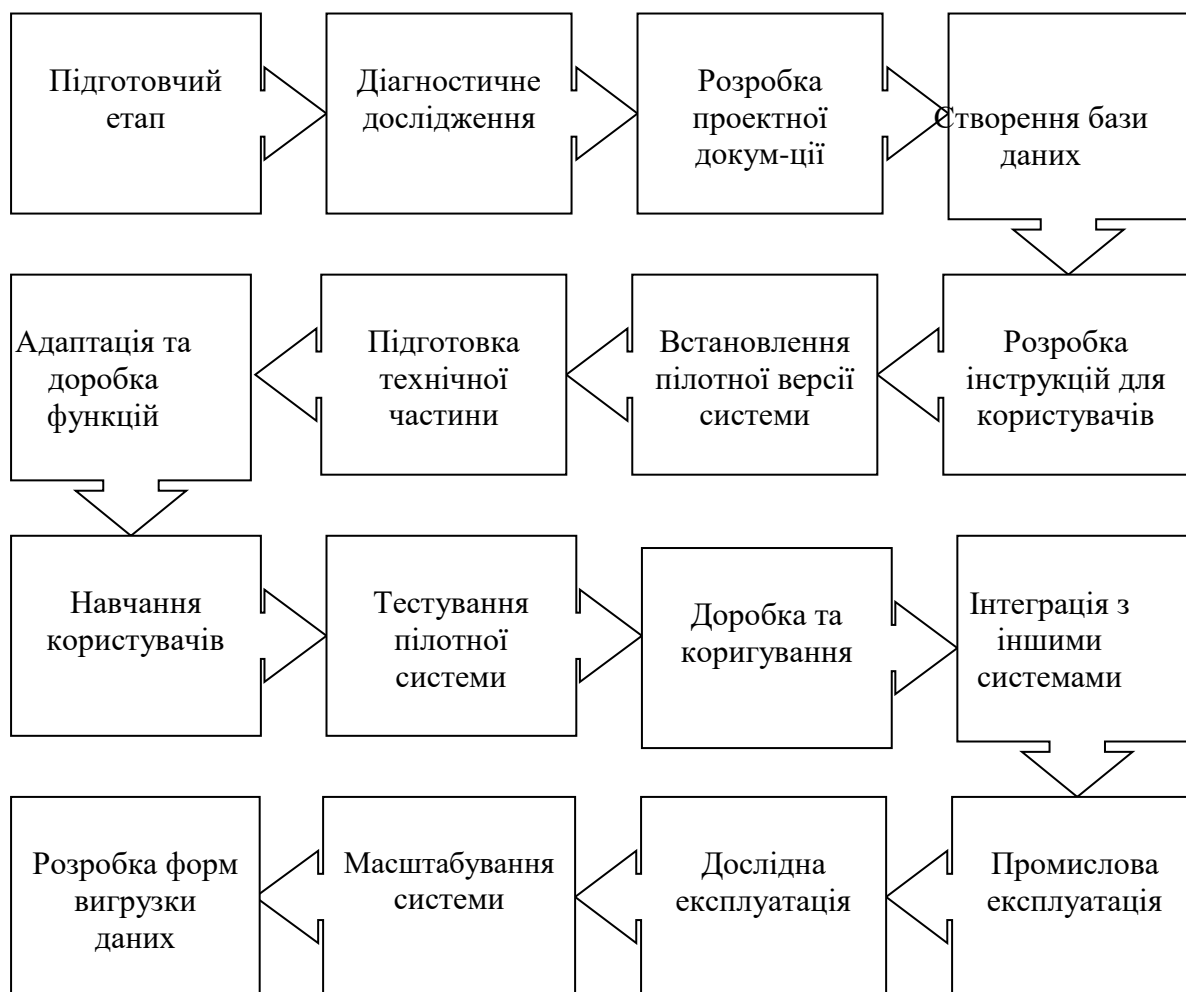 Підготовчий
етап
Діагностичне
дослідження
Розробка
проектної
докум-ції
Створення бази
даних
Адаптація та
доробка
функцій
Підготовка
технічної
частини
Встановлення
пілотної версії
системи
Розробка
інструкцій для
користувачів
Навчання
користувачів
Тестування
пілотної
системи
Доробка та
коригування
Інтеграція з
іншими
системами
Розробка форм
вигрузки
даних
Масштабування
системи
Дослідна
експлуатація
Промислова
експлуатація